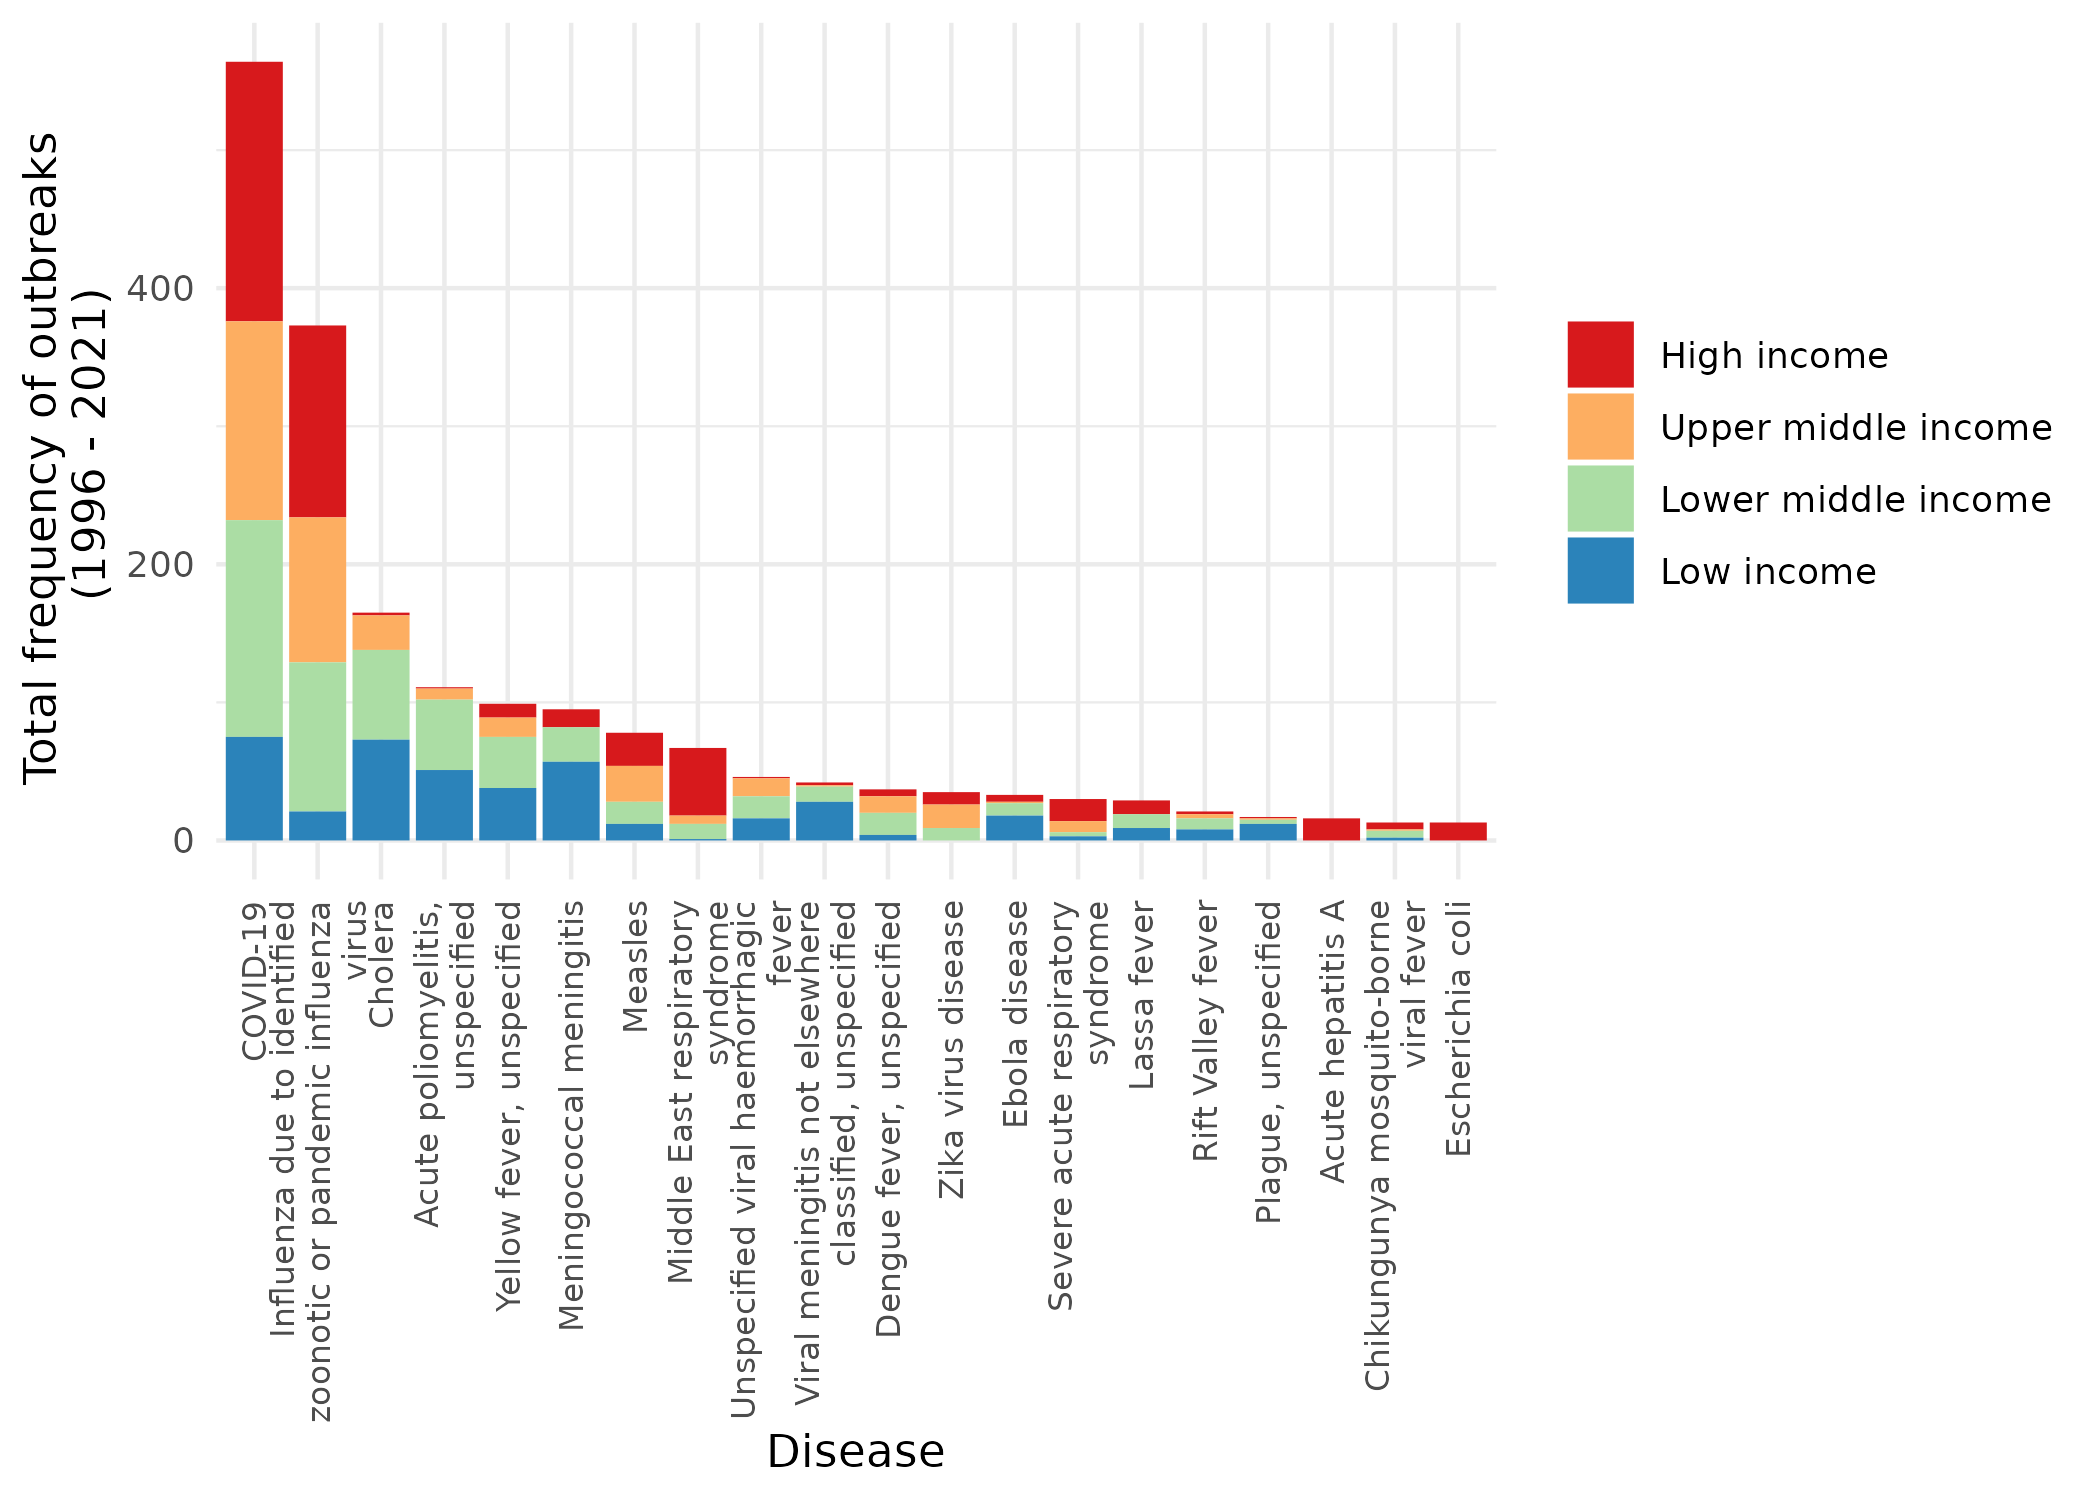 Total frequency of outbreaks
(1996 - 2021)
400
200
0
High income
Upper middle income
Lower middle income
Low income
COVID-19
Influenza due to identified
zoonotic or pandemic influenza
virus
Cholera
Acute poliomyelitis,
unspecified
Yellow fever, unspecified
Meningococcal meningitis
Measles
Middle East respiratory
syndrome
Unspecified viral haemorrhagic
fever
Viral meningitis not elsewhere
classified, unspecified
Dengue fever, unspecified
Zika virus disease
Ebola disease
Severe acute respiratory
syndrome
Lassa fever
Rift Valley fever
Plague, unspecified
Acute hepatitis A
Chikungunya mosquito-borne
viral fever
Escherichia coli
Disease